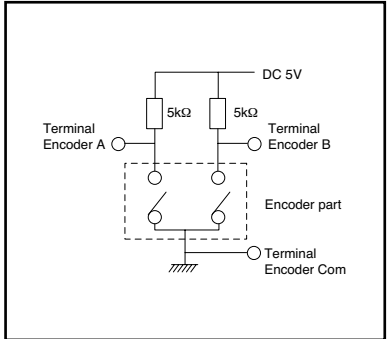 DC 5V
5kΩ
5kΩ
Terminal
Encoder A
Terminal
Encoder B
Encoder part
Terminal
Encoder Com